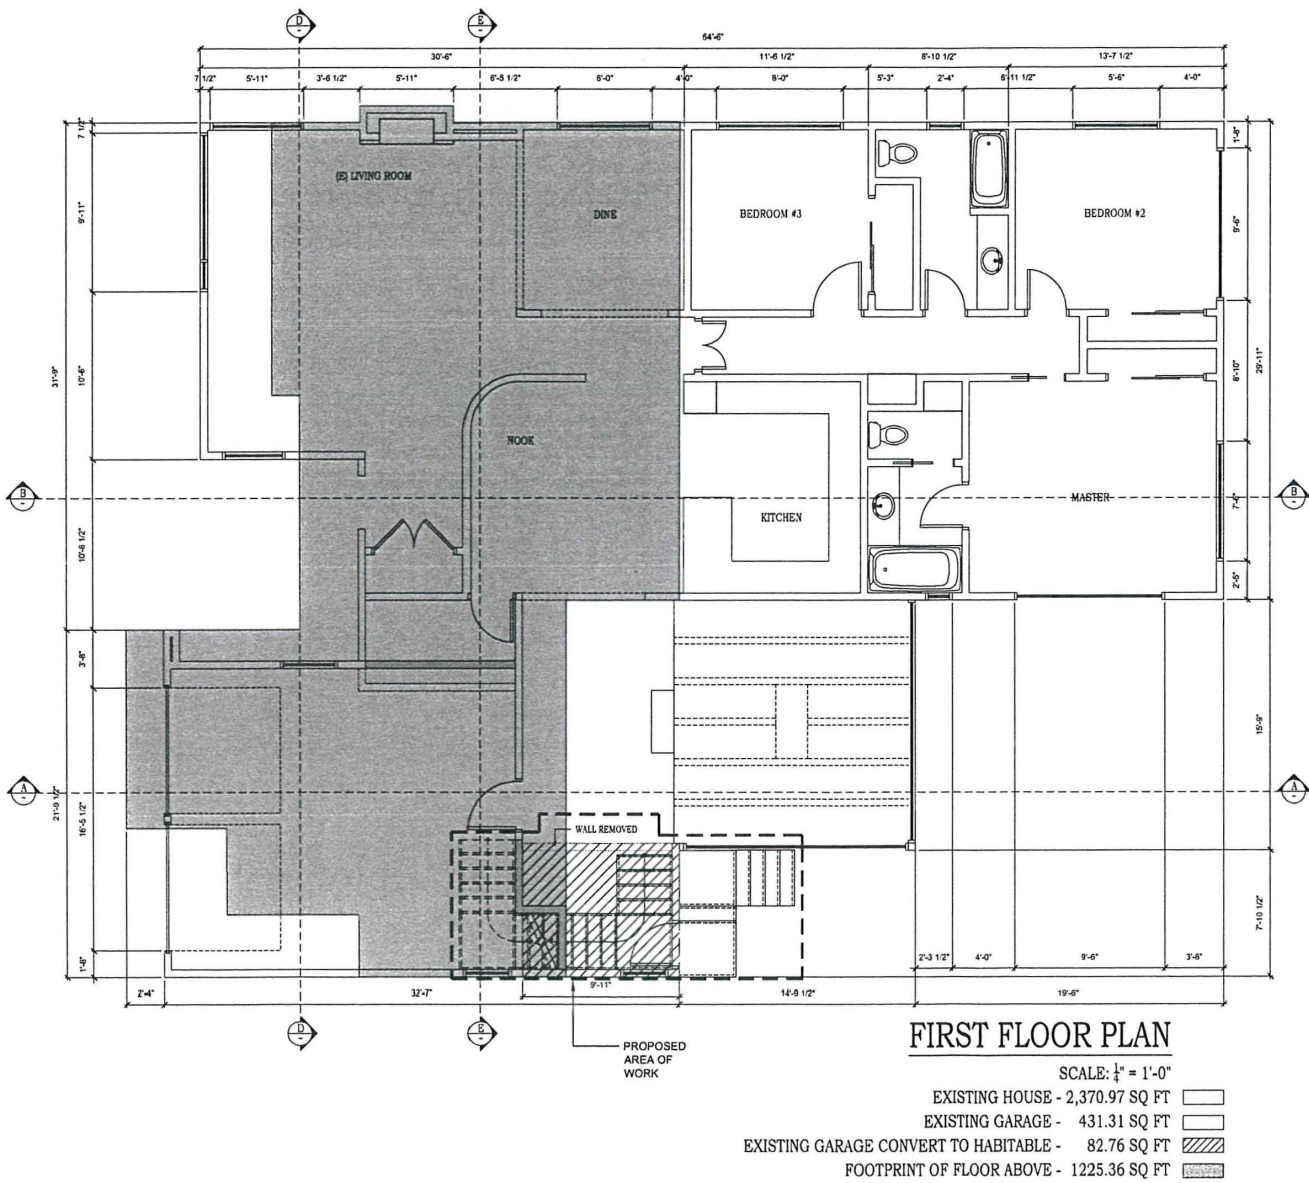 D
E
-
-
64'-6"
30'-6"
11'-6 1/2"
8'-10 1/2"
13'-7 1/2"
7 1/2"
5'-11"
3'-6 1/2"
5'-11"
6'-5 1/2"
6'-0"
4'-0"
8'-0"
5'-3"
2'-4"
6'-11 1/2"
5'-6"
4'-0"
7 1/2"
1'-8"
(E) LIVING ROOM
DINE
BEDROOM #3
BEDROOM #2
9'-11"
9'-6"
31'-9"
10'-6"
8'-10"
29'-11"
NOOK
B
-
MASTER
B
-
KITCHEN
7'-6"
10'-8 1/2"
2'-5"
3'-8"
15'-9"
A
-
A
-
21'-9 1/2"
16'-5 1/2"
WALL REMOVED
7'-10 1/2"
1'-8"
2'-3 1/2"
4'-0"
9'-6"
3'-8"
9'-11"
2'-4"
32'-7"
14'-9 1/2"
19'-6"
D
-
E
-
PROPOSED
AREA OF
WORK
FIRST FLOOR PLAN
SCALE: 1/4" = 1'-0"
EXISTING HOUSE - 2,370.97 SQ FT
EXISTING GARAGE - 431.31 SQ FT
EXISTING GARAGE CONVERT TO HABITABLE - 82.76 SQ FT
FOOTPRINT OF FLOOR ABOVE - 1225.36 SQ FT